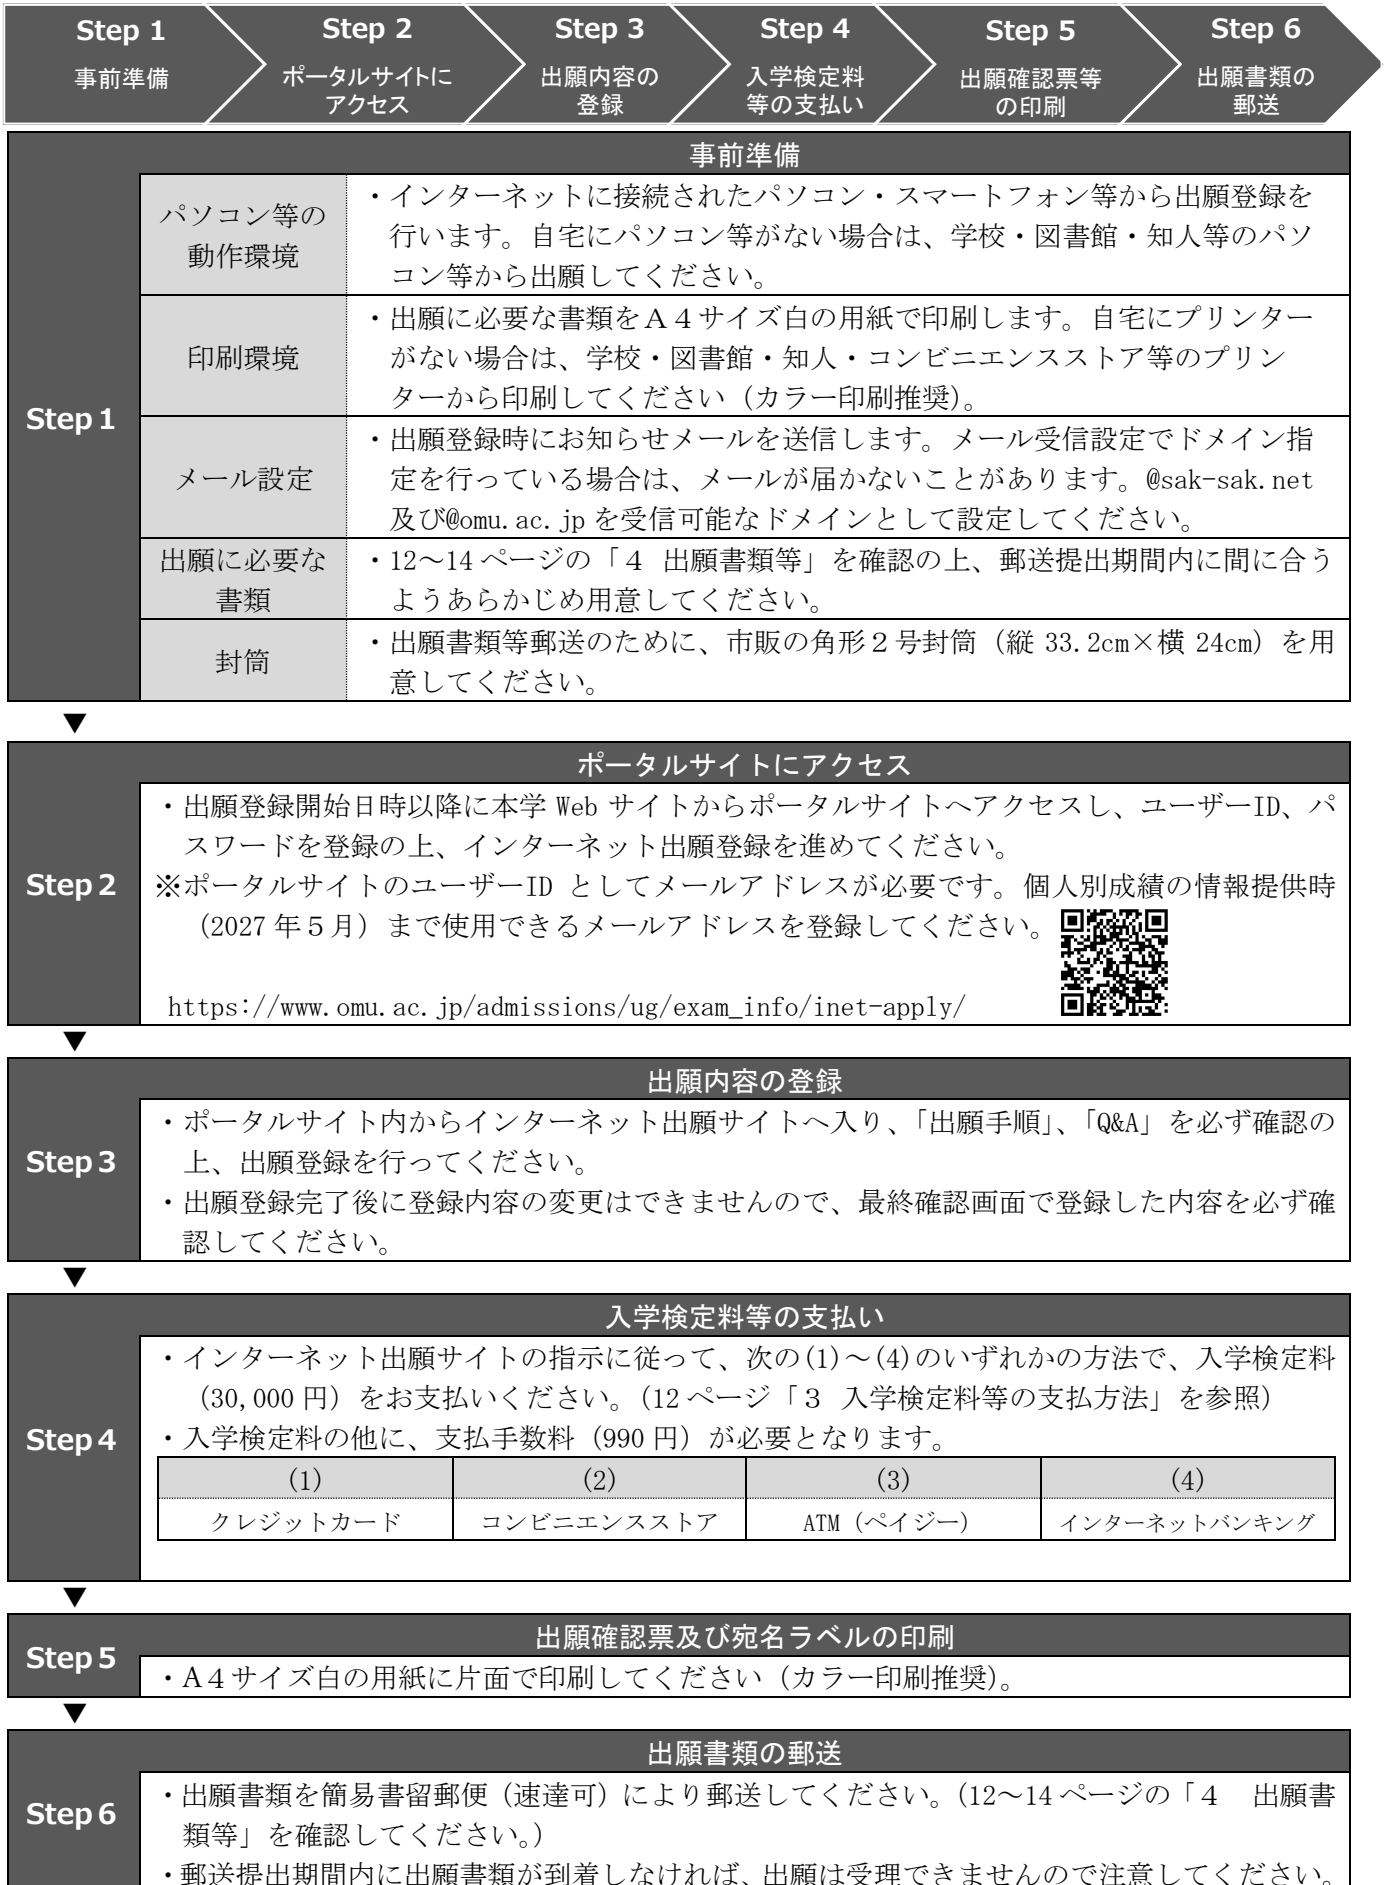 Step 1
事前準備
Step 2
ポータルサイトに
アクセス
Step 3
出願内容の
登録
Step 4
入学検定料
等の支払い
Step 5
出願確認票等
の印刷
Step 6
出願書類の
郵送
事前準備
Step 1
パソコン等の
動作環境
・インターネットに接続されたパソコン・スマートフォン等から出願登録を
行います。自宅にパソコン等がない場合は、学校・図書館・知人等のパソ
コン等から出願してください。
印刷環境
・出願に必要な書類をA4サイズ白の用紙で印刷します。自宅にプリンター
がない場合は、学校・図書館・知人・コンビニエンスストア等のプリン
ターから印刷してください（カラー印刷推奨）。
メール設定
・出願登録時にお知らせメールを送信します。メール受信設定でドメイン指
定を行っている場合は、メールが届かないことがあります。@sak-sak.net
及び@omu.ac.jp を受信可能なドメインとして設定してください。
出願に必要な
書類
・12～14 ページの「4 出願書類等」を確認の上、郵送提出期間内に間に合う
ようあらかじめ用意してください。
封筒
・出願書類等郵送のために、市販の角形2号封筒（縦 33.2cm×横 24cm）を用
意してください。
▼
ポータルサイトにアクセス
Step 2
・出願登録開始日時以降に本学 Web サイトからポータルサイトへアクセスし、ユーザーID、パ
スワードを登録の上、インターネット出願登録を進めてください。
※ポータルサイトのユーザーID としてメールアドレスが必要です。個人別成績の情報提供時
（2027 年5月）まで使用できるメールアドレスを登録してください。
https://www.omu.ac.jp/admissions/ug/exam_info/inet-apply/
▼
出願内容の登録
Step 3
・ポータルサイト内からインターネット出願サイトへ入り、「出願手順」、「Q&A」を必ず確認の
上、出願登録を行ってください。
・出願登録完了後に登録内容の変更はできませんので、最終確認画面で登録した内容を必ず確
認してください。
▼
入学検定料等の支払い
Step 4
・インターネット出願サイトの指示に従って、次の(1)～(4)のいずれかの方法で、入学検定料
（30,000 円）をお支払いください。（12 ページ「3 入学検定料等の支払方法」を参照）
・入学検定料の他に、支払手数料（990 円）が必要となります。
(1) (2) (3) (4)
クレジットカード コンビニエンスストア ATM（ペイジー） インターネットバンキング
▼
出願確認票及び宛名ラベルの印刷
Step 5
・A4サイズ白の用紙に片面で印刷してください（カラー印刷推奨）。
▼
出願書類の郵送
Step 6
・出願書類を簡易書留郵便（速達可）により郵送してください。（12～14 ページの「4 出願書
類等」を確認してください。）
・郵送提出期間内に出願書類が到着しなければ、出願は受理できませんので注意してください。